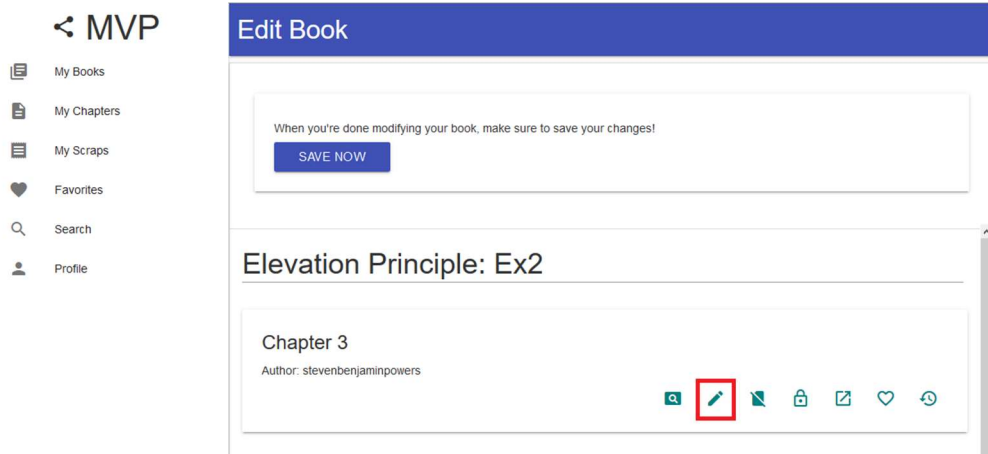 MVP
My Books
My Chapters
My Scraps
Favorites
Search
Profile
Edit Book
When you're done modifying your book, make sure to save your changes!
SAVE NOW
Elevation Principle: Ex2
Chapter 3
Author: stevenbenjaminpowers